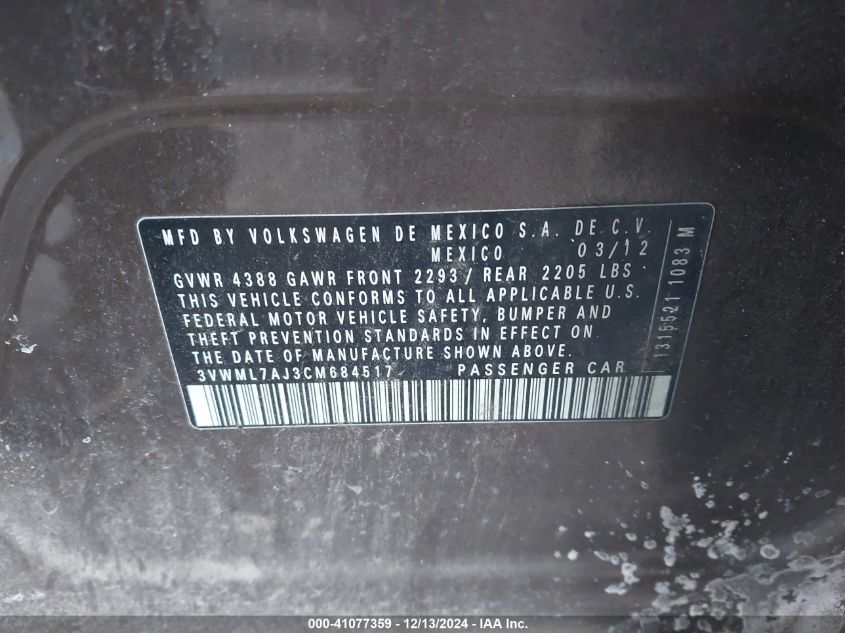 MFD BY VOLKSWAGEN DE MEXICO S.A. DE C.V.
MEXICO 03/12
GVWR 4388 GAWR FRONT 2293/ REAR 2205 LBS
THIS VEHICLE CONFORMS TO ALL APPLICABLE U.S.
FEDERAL MOTOR VEHICLE SAFETY, BUMPER AND
THEFT PREVENTION STANDARDS IN EFFECT ON
THE DATE OF MANUFACTURE SHOWN ABOVE.
3VWML7AJ3CM684517 PASSENGER CAR
1315521 1083 M
000-41077359 - 12/13/2024 - IAA, Inc.